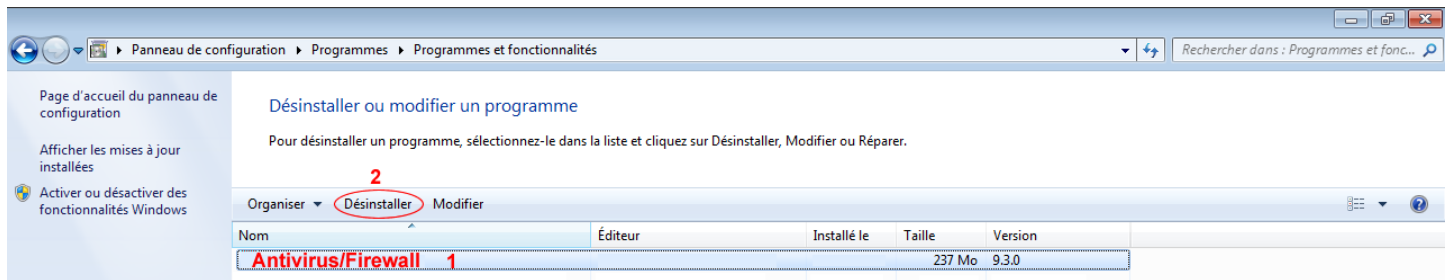 Panneau de configuration ▸ Programmes ▸ Programmes et fonctionnalités
Rechercher dans : Programmes et fonc...
Page d'accueil du panneau de
configuration
Afficher les mises à jour
installées
Activer ou désactiver des
fonctionnalités Windows
Désinstaller ou modifier un programme
Pour désinstaller un programme, sélectionnez-le dans la liste et cliquez sur Désinstaller, Modifier ou Réparer.
2
Organiser Désinstaller Modifier
Nom Éditeur Installé le Taille Version
Antivirus/Firewall 1 237 Mo 9.3.0